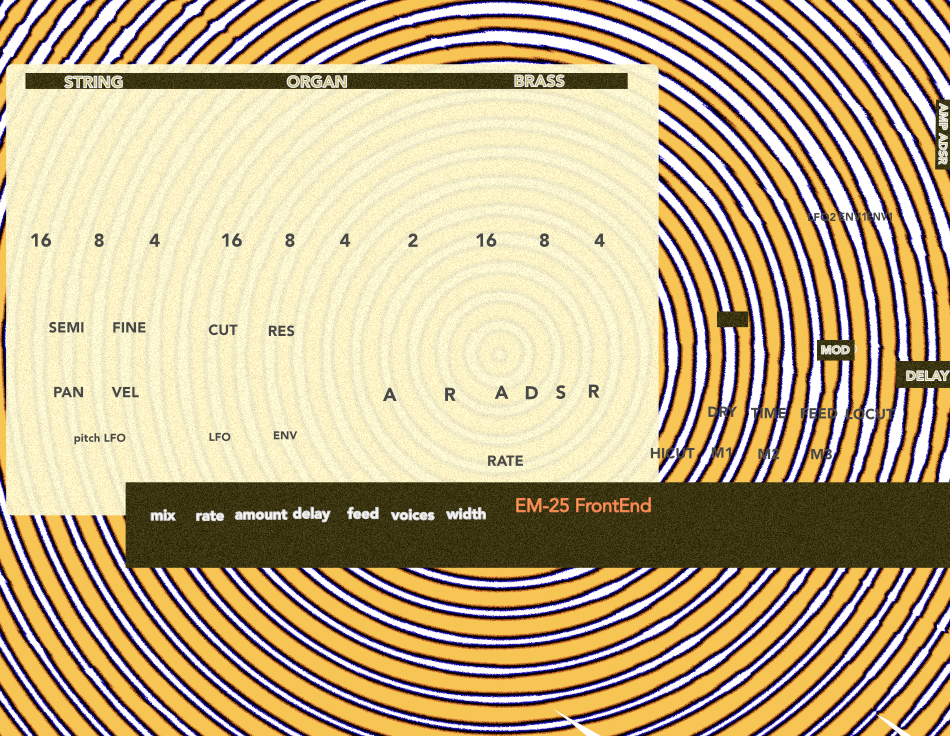 STRING ORGAN BRASS
AMP ADSR
LFO2 ENV1ENV1
16 8 4 16 8 4 2 16 8 4
SEMI FINE CUT RES
MOD
DELAY
PAN VEL A R A D S R
DRY TIME FEED LOCUT
pitch LFO LFO ENV
RATE HICUT M1 M2 M3
mix rate amount delay feed voices width EM-25 FrontEnd